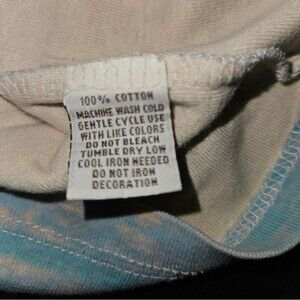 100% COTTON
MACHINE WASH COLD
GENTLE CYCLE USE
WITH LIKE COLORS
DO NOT BLEACH
TUMBLE DRY LOW
COOL IRON NEEDED
DO NOT IRON
DECORATION